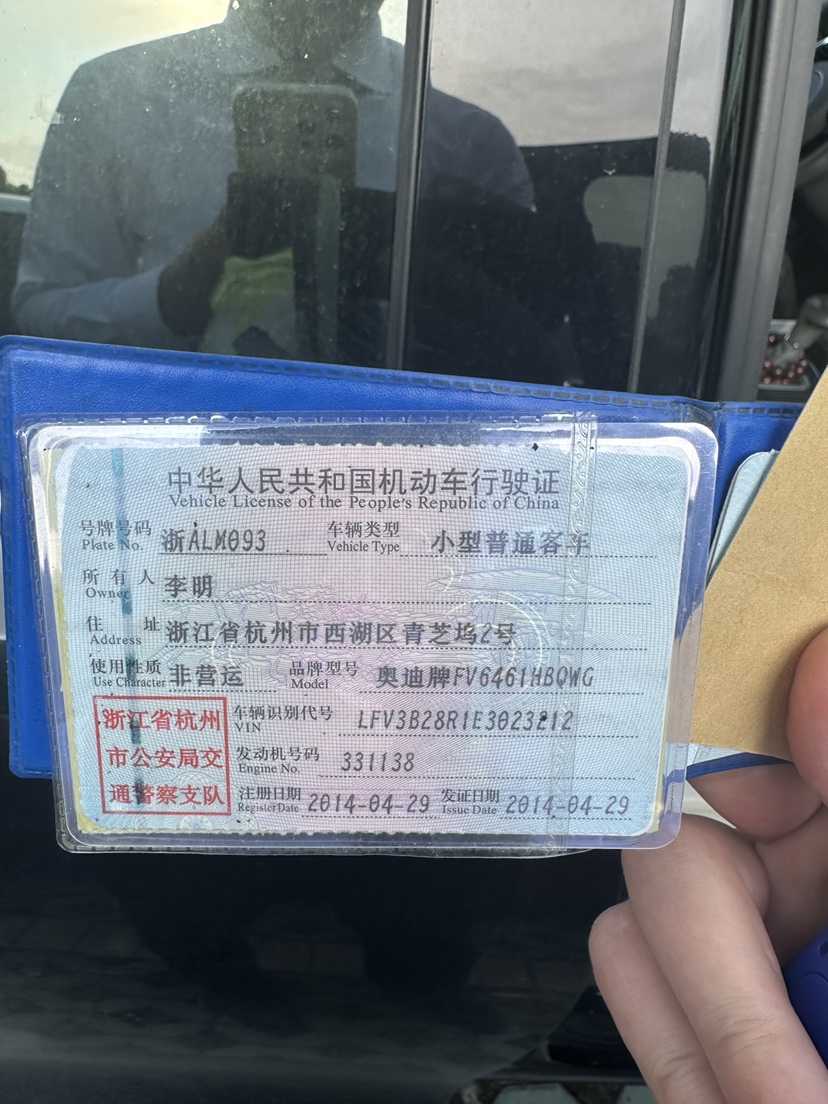 中华人民共和国机动车行驶证
Vehicle License of the People's Republic of China
号牌号码 浙ALM093 车辆类型 小型普通客车
Plate No. Vehicle Type
所有人 李明
Owner
住址 浙江省杭州市西湖区青芝坞2号
Address
使用性质 非营运 品牌型号 奥迪牌FV6461HBQWG
Use Character Model
浙江省杭州
市公安局交
通警察支队
车辆识别代号 LFV3B28R1E3023212
VIN
发动机号码 331138
Engine No.
注册日期 2014-04-29 发证日期 2014-04-29
Register Date Issue Date